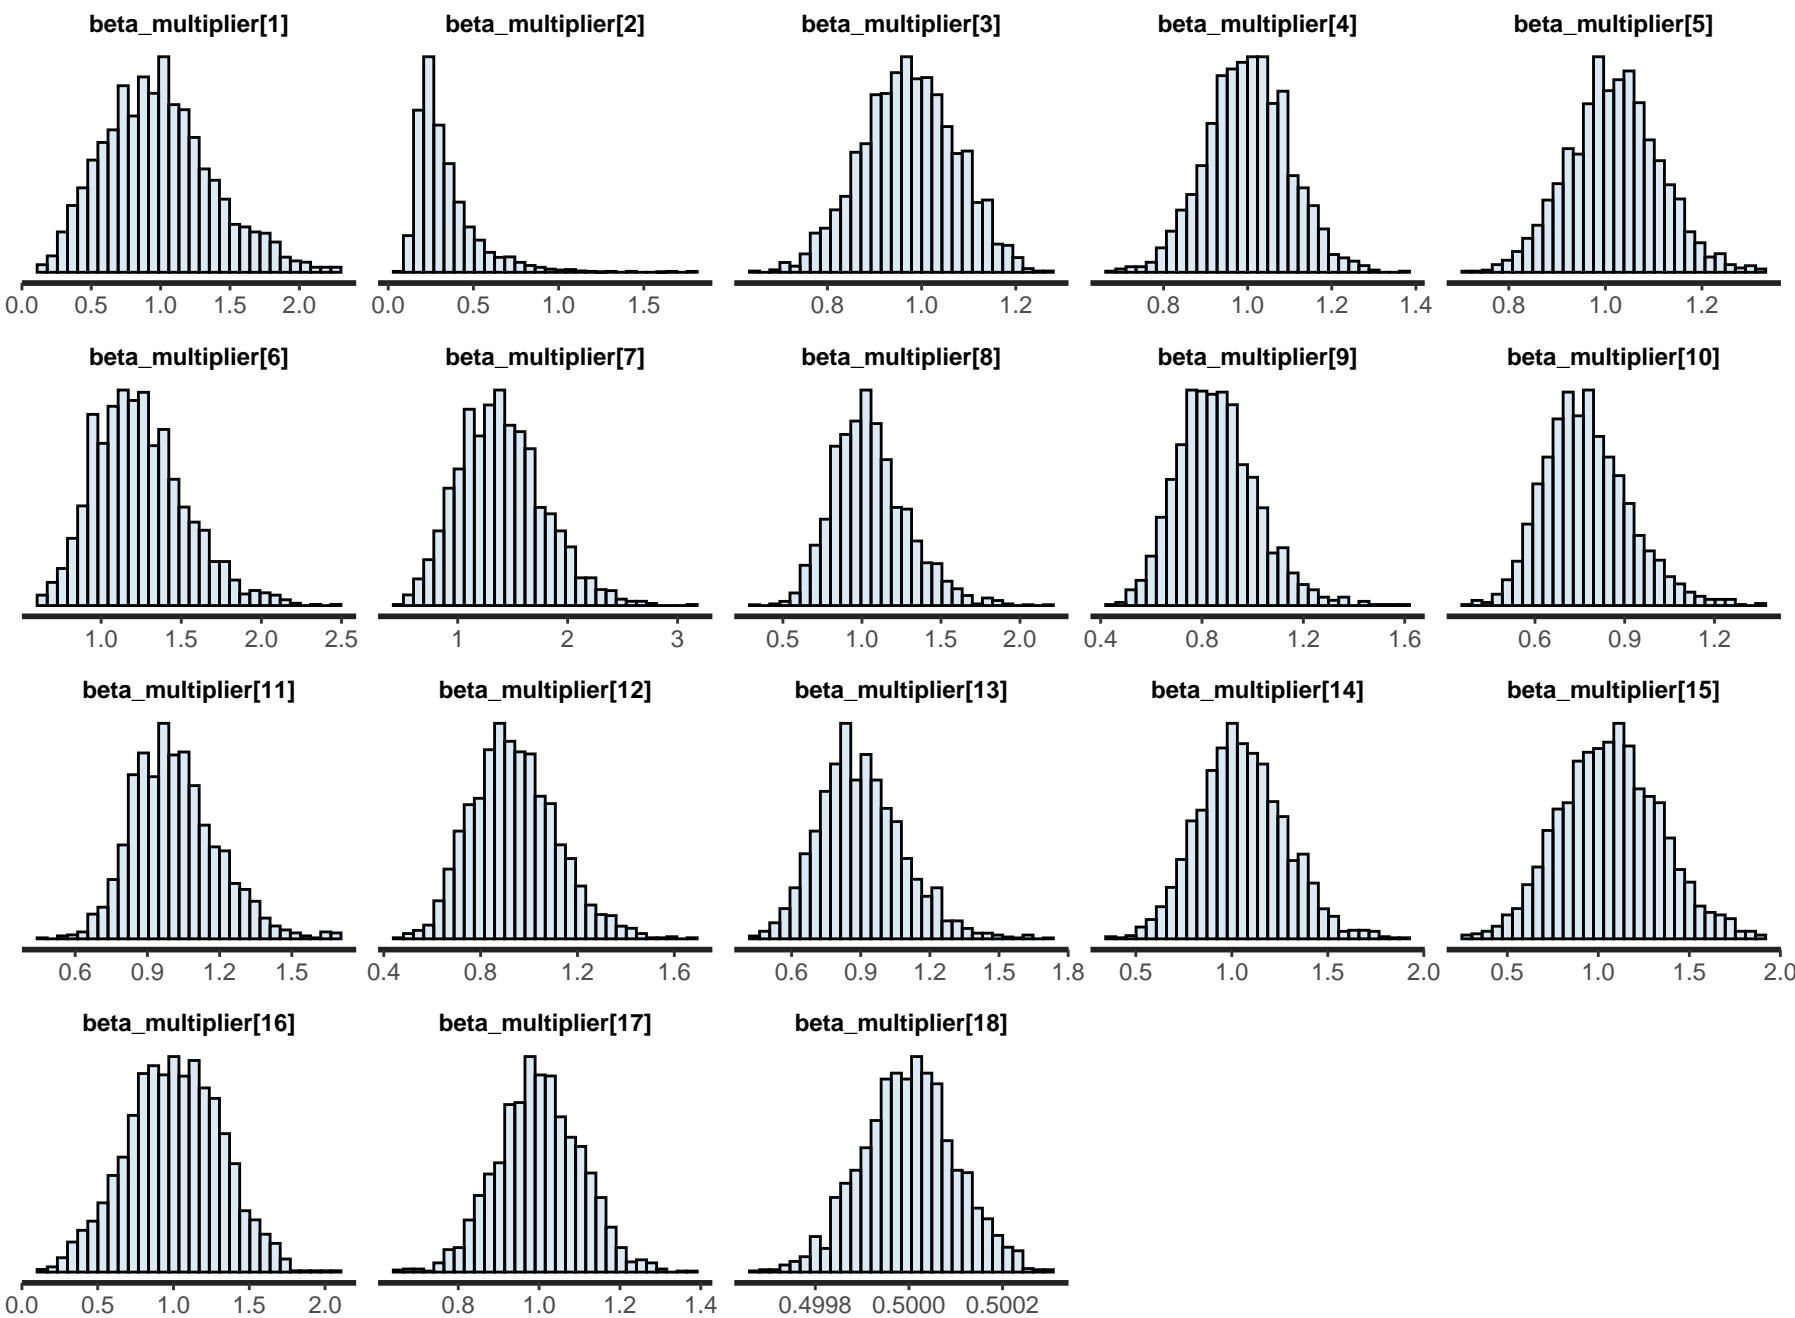 beta_multiplier[1] beta_multiplier[2] beta_multiplier[3] beta_multiplier[4] beta_multiplier[5]
0.0 0.5 1.0 1.5 2.0 0.0 0.5 1.0 1.5 0.8 1.0 1.2 0.8 1.0 1.2 1.4 0.8 1.0 1.2
beta_multiplier[6] beta_multiplier[7] beta_multiplier[8] beta_multiplier[9] beta_multiplier[10]
1.0 1.5 2.0 2.5 1 2 3 0.5 1.0 1.5 2.0 0.4 0.8 1.2 1.6 0.6 0.9 1.2
beta_multiplier[11] beta_multiplier[12] beta_multiplier[13] beta_multiplier[14] beta_multiplier[15]
0.6 0.9 1.2 1.5 0.4 0.8 1.2 1.6 0.6 0.9 1.2 1.5 1.8 0.5 1.0 1.5 2.0 0.5 1.0 1.5 2.0
beta_multiplier[16] beta_multiplier[17] beta_multiplier[18]
0.0 0.5 1.0 1.5 2.0 0.8 1.0 1.2 1.4 0.4998 0.5000 0.5002